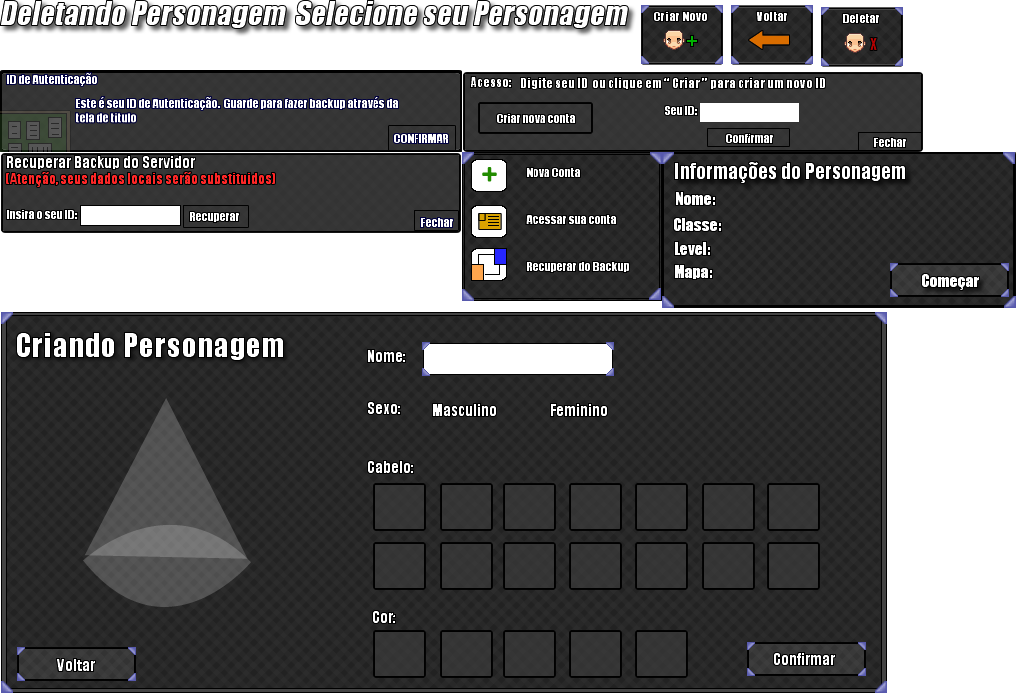 Deletando Personagem Selecione seu Personagem
Criar Novo
Voltar
Deletar
ID de Autenticação
Este é seu ID de Autenticação. Guarde para fazer backup através da
tela de titulo
CONFIRMAR
Acesso: Digite seu ID ou clique em “ Criar ” para criar um novo ID
Criar nova conta
Seu ID:
Confirmar
Fechar
Recuperar Backup do Servidor
[Atenção, seus dados locais serão substituidos]
Insira o seu ID:
Recuperar
Fechar
Nova Conta
Acessar sua conta
Recuperar do Backup
Informações do Personagem
Nome:
Classe:
Level:
Mapa:
Começar
Criando Personagem
Nome:
Sexo: Masculino Feminino
Cabelo:
Cor:
Voltar
Confirmar